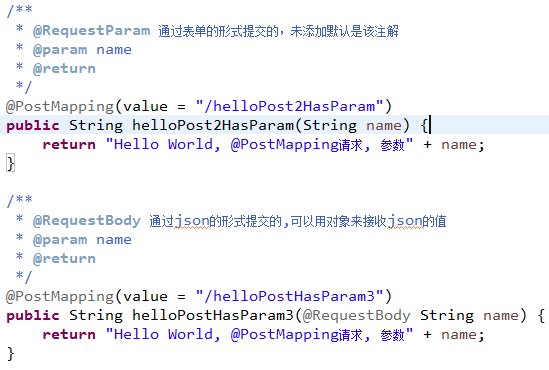 /**
 * @RequestParam 通过表单的形式提交的，未添加默认是该注解
 * @param name
 * @return
 */
@PostMapping(value = "/helloPost2HasParam")
public String helloPost2HasParam(String name) {
    return "Hello World, @PostMapping请求, 参数" + name;
}
/**
 * @RequestBody 通过json的形式提交的,可以用对象来接收json的值
 * @param name
 * @return
 */
@PostMapping(value = "/helloPostHasParam3")
public String helloPostHasParam3(@RequestBody String name) {
    return "Hello World, @PostMapping请求, 参数" + name;
}